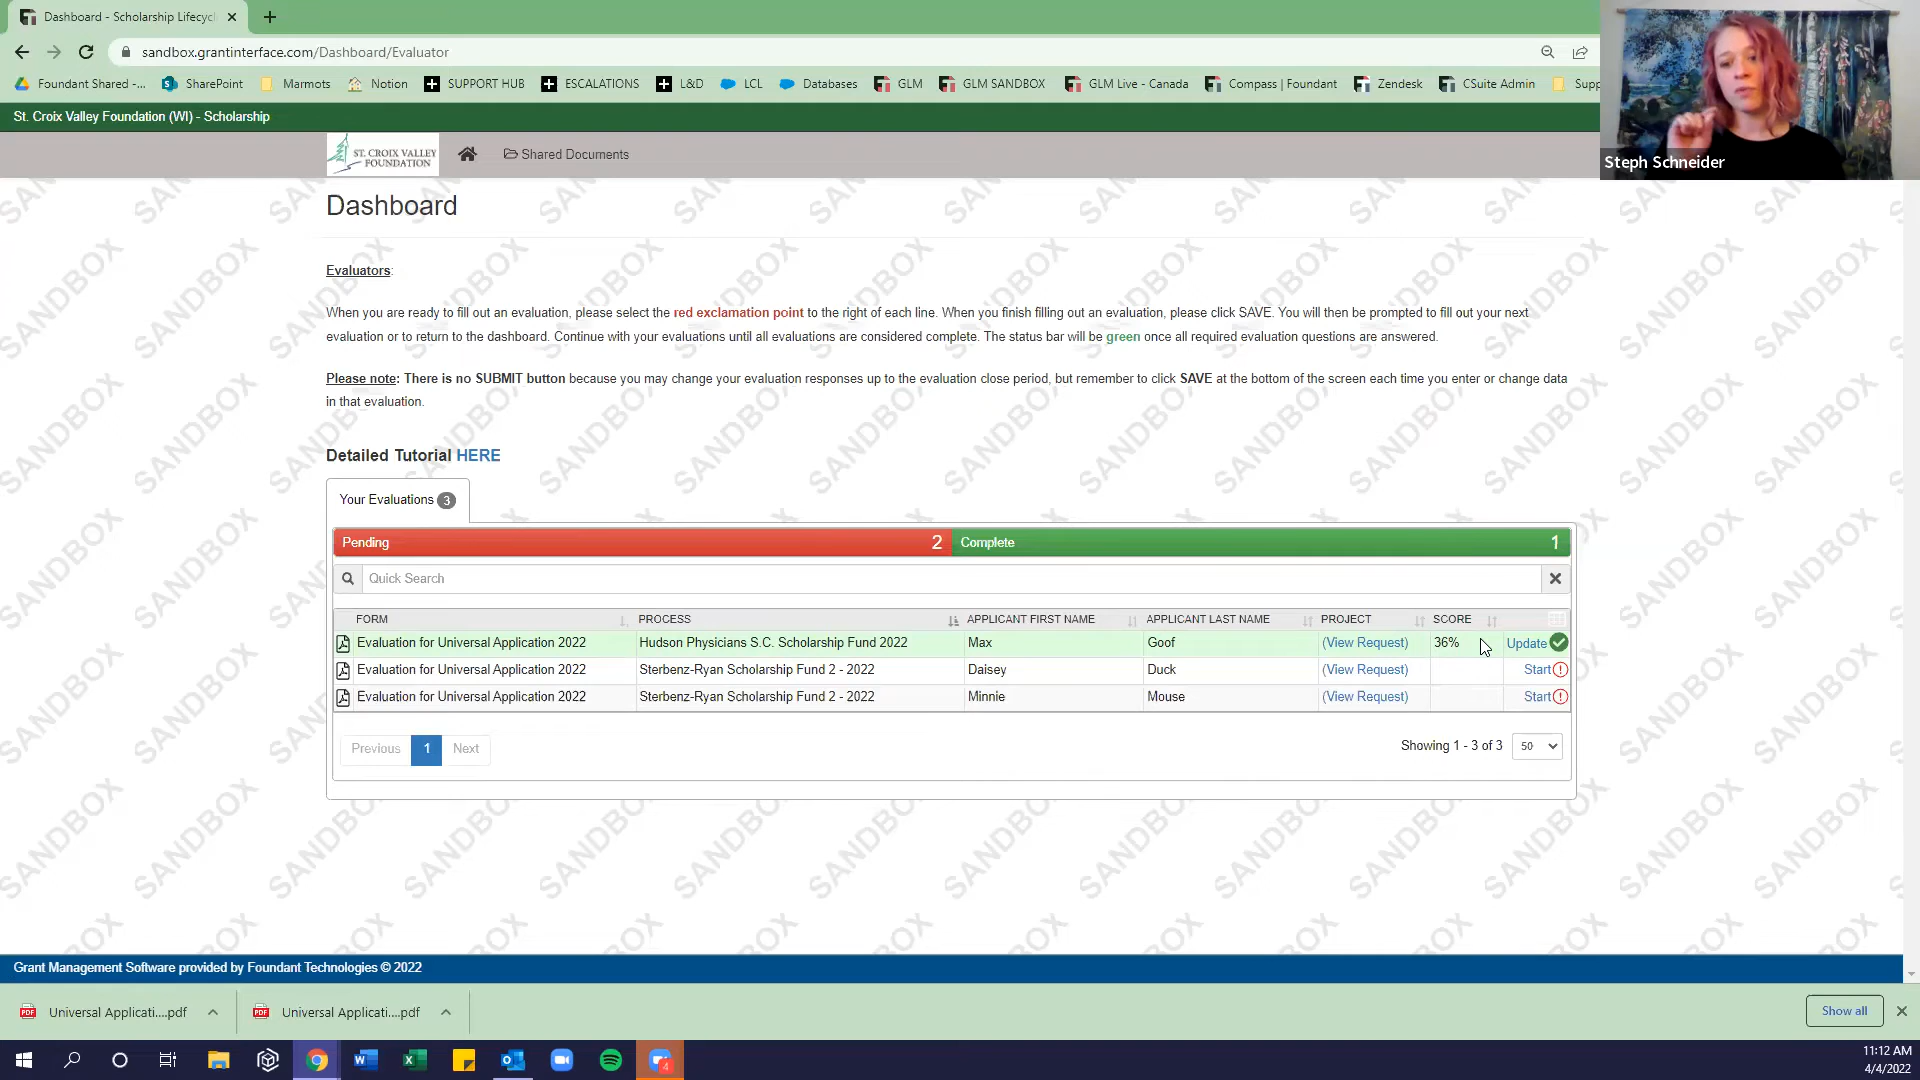 Dashboard - Scholarship Lifecycl
sandbox.grantinterface.com/Dashboard/Evaluator
Foundant Shared -... SharePoint Marmots Notion SUPPORT HUB ESCALATIONS L&D LCL Databases GLM GLM SANDBOX GLM Live - Canada Compass | Foundant Zendesk CSuite Admin Supp
St. Croix Valley Foundation (WI) - Scholarship
ST. CROIX VALLEY
FOUNDATION
Shared Documents
Steph Schneider
Dashboard
Evaluators:
When you are ready to fill out an evaluation, please select the red exclamation point to the right of each line. When you finish filling out an evaluation, please click SAVE. You will then be prompted to fill out your next
evaluation or to return to the dashboard. Continue with your evaluations until all evaluations are considered complete. The status bar will be green once all required evaluation questions are answered.
Please note: There is no SUBMIT button because you may change your evaluation responses up to the evaluation close period, but remember to click SAVE at the bottom of the screen each time you enter or change data
in that evaluation.
Detailed Tutorial HERE
Your Evaluations 3
Pending 2 Complete 1
Quick Search
FORM PROCESS APPLICANT FIRST NAME APPLICANT LAST NAME PROJECT SCORE
Evaluation for Universal Application 2022 Hudson Physicians S.C. Scholarship Fund 2022 Max Goof (View Request) 36% Update
Evaluation for Universal Application 2022 Sterbenz-Ryan Scholarship Fund 2 - 2022 Daisey Duck (View Request) Start
Evaluation for Universal Application 2022 Sterbenz-Ryan Scholarship Fund 2 - 2022 Minnie Mouse (View Request) Start
Previous 1 Next Showing 1 - 3 of 3 50
SANDBOX
Grant Management Software provided by Foundant Technologies © 2022
Universal Applicati....pdf Universal Applicati....pdf Show all
4
11:12 AM
4/4/2022